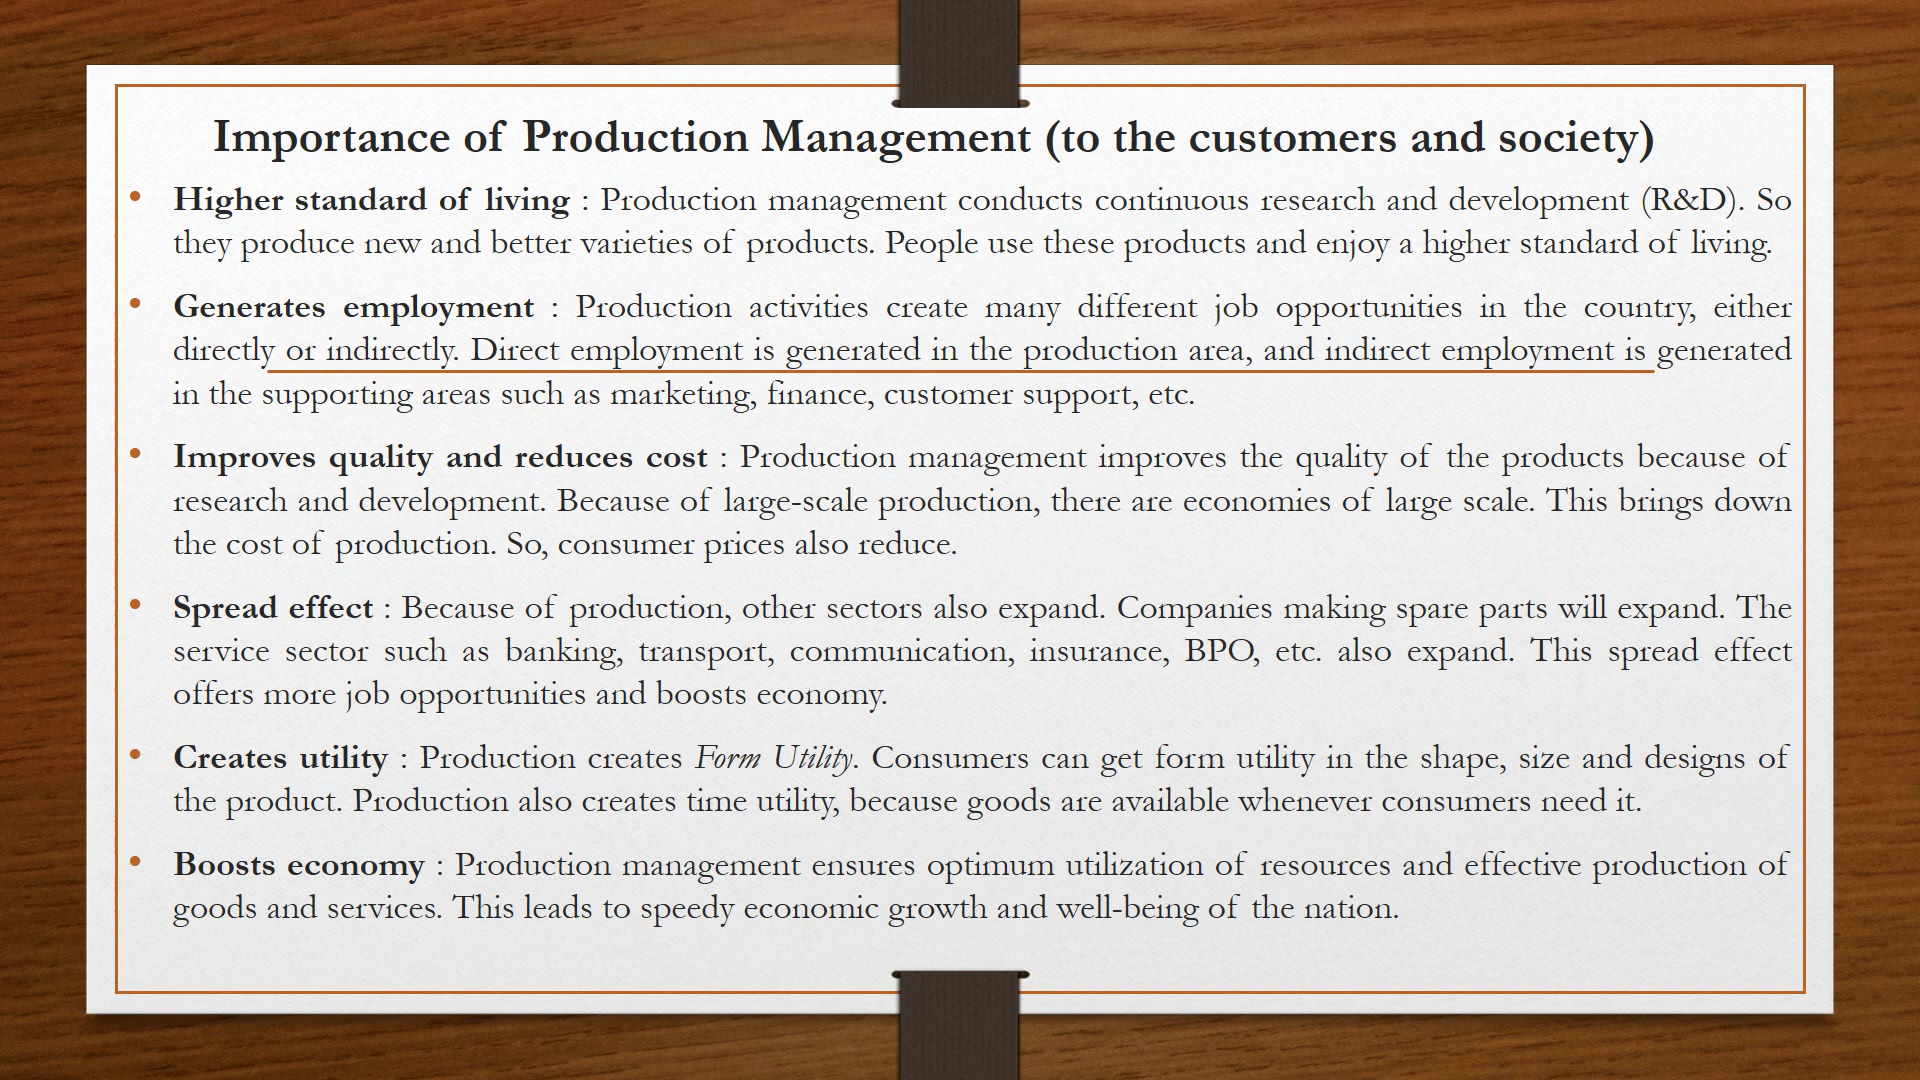 Importance of Production Management (to the customers and society)
• Higher standard of living : Production management conducts continuous research and development (R&D). So
they produce new and better varieties of products. People use these products and enjoy a higher standard of living.
• Generates employment : Production activities create many different job opportunities in the country, either
directly or indirectly. Direct employment is generated in the production area, and indirect employment is generated
in the supporting areas such as marketing, finance, customer support, etc.
• Improves quality and reduces cost : Production management improves the quality of the products because of
research and development. Because of large-scale production, there are economies of large scale. This brings down
the cost of production. So, consumer prices also reduce.
• Spread effect : Because of production, other sectors also expand. Companies making spare parts will expand. The
service sector such as banking, transport, communication, insurance, BPO, etc. also expand. This spread effect
offers more job opportunities and boosts economy.
• Creates utility : Production creates Form Utility. Consumers can get form utility in the shape, size and designs of
the product. Production also creates time utility, because goods are available whenever consumers need it.
• Boosts economy : Production management ensures optimum utilization of resources and effective production of
goods and services. This leads to speedy economic growth and well-being of the nation.